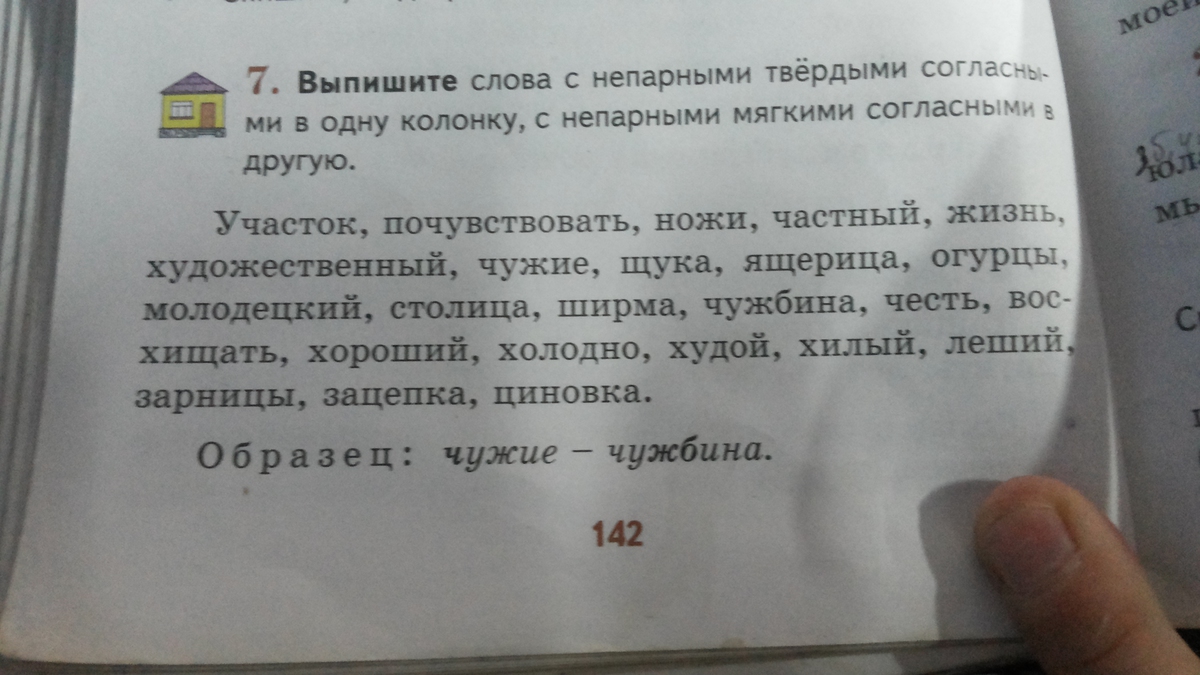 7. Выпишите слова с непарными твёрдыми согласны-
ми в одну колонку, с непарными мягкими согласными в
другую.
Участок, почувствовать, ножи, частный, жизнь,
художественный, чужие, щука, ящерица, огурцы,
молодецкий, столица, ширма, чужбина, честь, вос-
хищать, хороший, холодно, худой, хилый, леший,
зарницы, зацепка, циновка.
Образец: чужие – чужбина.
142